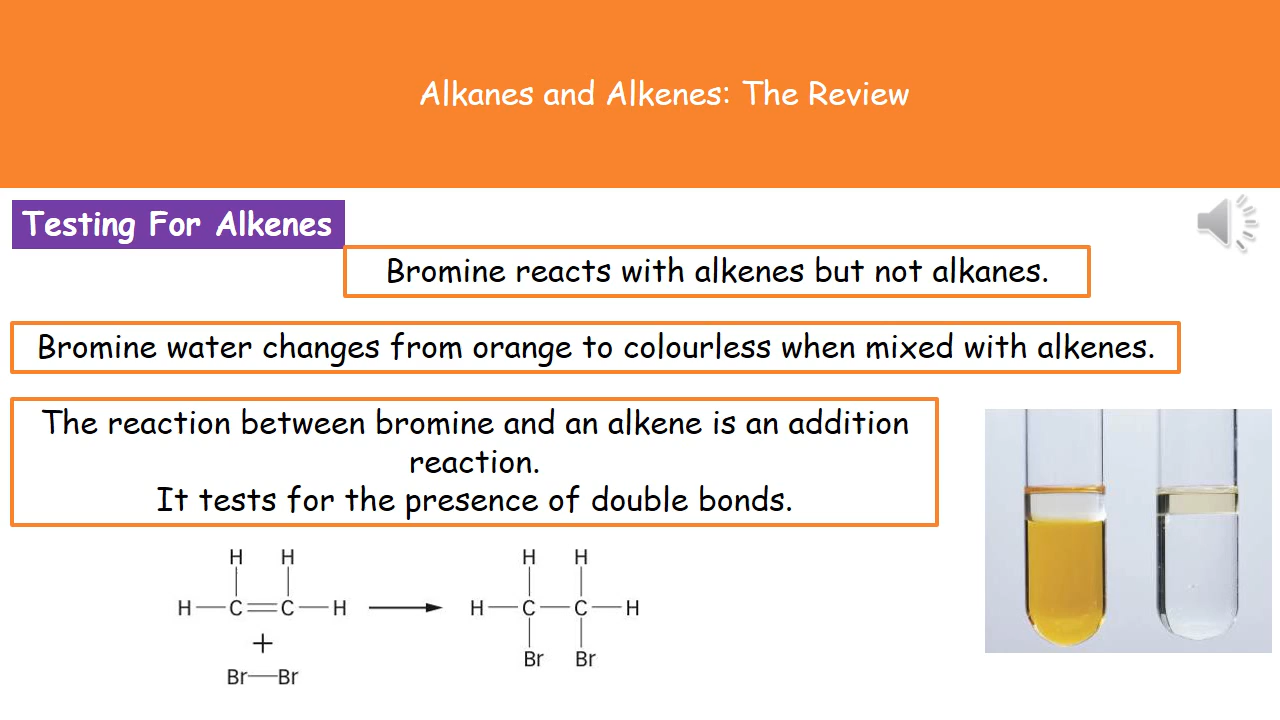 Alkanes and Alkenes: The Review
Testing For Alkenes
Bromine reacts with alkenes but not alkanes.
Bromine water changes from orange to colourless when mixed with alkenes.
The reaction between bromine and an alkene is an addition
reaction.
It tests for the presence of double bonds.
H H H H
H C C H H C C H
+
Br Br
Br Br